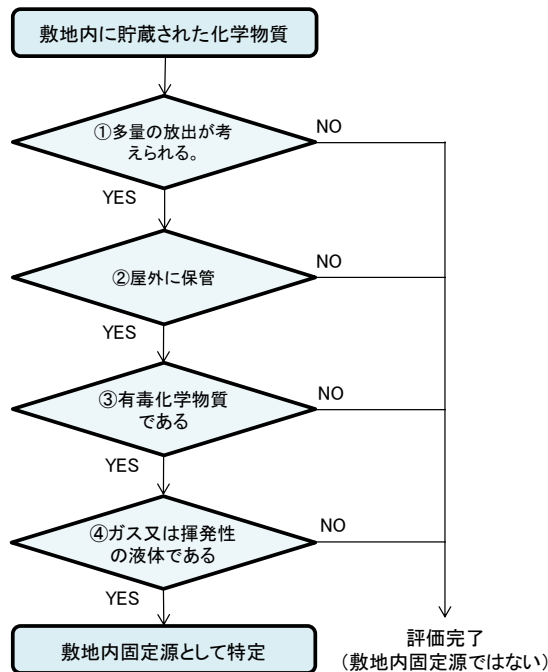 敷地内に貯蔵された化学物質
①多量の放出が考
えられる。
NO
YES
②屋外に保管
NO
YES
③有毒化学物質
である
NO
YES
④ガス又は揮発性
の液体である
NO
YES
敷地内固定源として特定
評価完了
（敷地内固定源ではない）